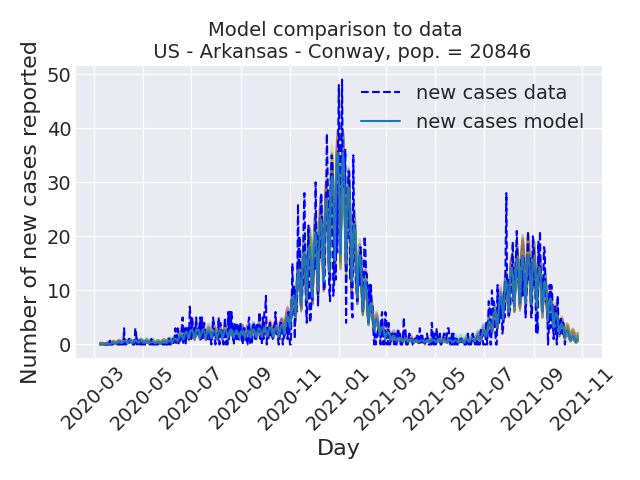 Model comparison to data
US - Arkansas - Conway, pop. = 20846
Number of new cases reported
50
40
30
20
10
0
new cases data
new cases model
2020-03
2020-05
2020-07
2020-09
2020-11
2021-01
2021-03
2021-05
2021-07
2021-09
2021-11
Day